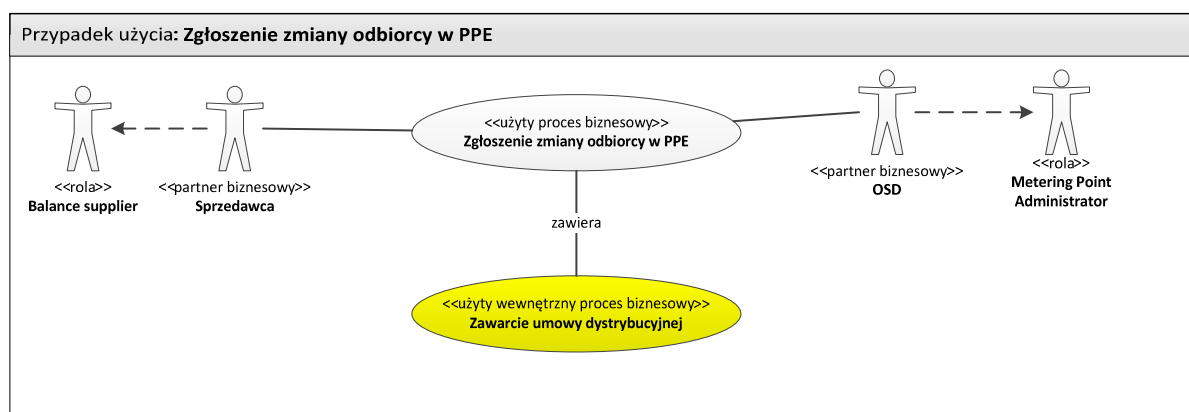 Przypadek użycia: Zgłoszenie zmiany odbiorcy w PPE
<<użyty proces biznesowy>>
Zgłoszenie zmiany odbiorcy w PPE
<<rola>>
Balance supplier
<<partner biznesowy>>
Sprzedawca
<<partner biznesowy>>
OSD
<<rola>>
Metering Point
Administrator
zawiera
<<użyty wewnętrzny proces biznesowy>>
Zawarcie umowy dystrybucyjnej